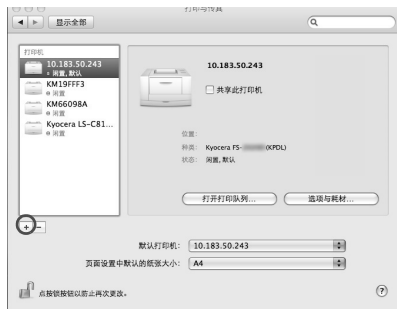 打印与传真
显示全部
打印机
10.183.50.243
闲置, 默认
KM19FFF3
闲置
KM66098A
闲置
Kyocera LS-C81...
闲置
10.183.50.243
共享此打印机
位置:
种类: Kyocera FS- (KPDL)
状态: 闲置, 默认
打开打印队列... 选项与耗材...
+ −
默认打印机: 10.183.50.243
页面设置中默认的纸张大小: A4
点按锁按钮以防止再次更改。
?